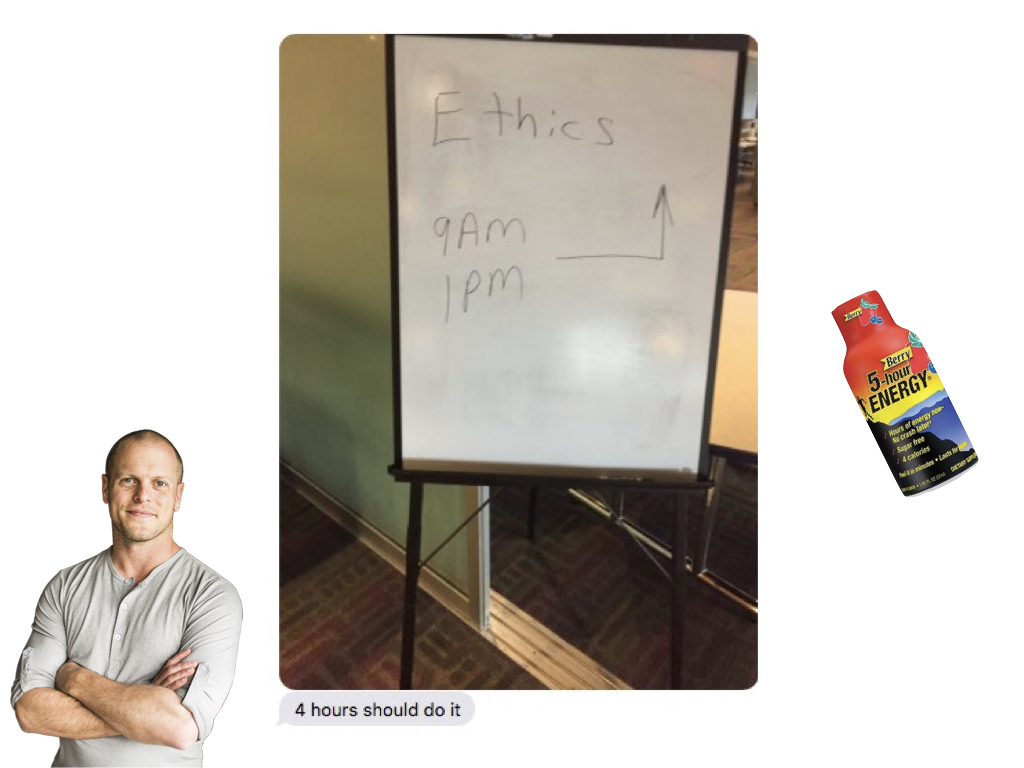 Ethics
9AM
1PM
4 hours should do it
Berry
Berry
5-hour
ENERGY
Hours of energy now-
No crash later
Sugar free
4 calories
Feel it in minutes • Lasts for